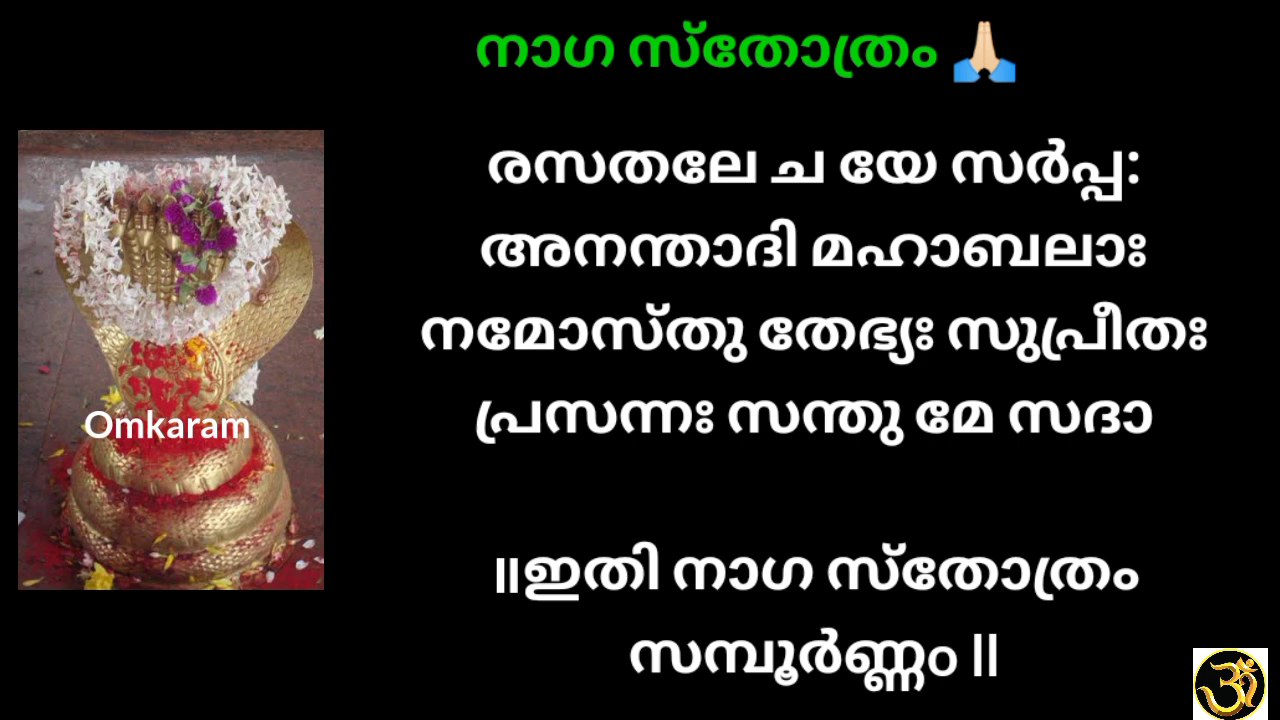 നാഗ സ്തോത്രം 🙏🏻
രസതലേ ച യേ സർപ്പ:
അനന്താദി മഹാബലാഃ
നമോസ്തു തേഭ്യഃ സുപ്രീതഃ
പ്രസന്നഃ സന്തു മേ സദാ
Omkaram
॥ഇതി നാഗ സ്തോത്രം
സമ്പൂർണ്ണം ||
ॐ